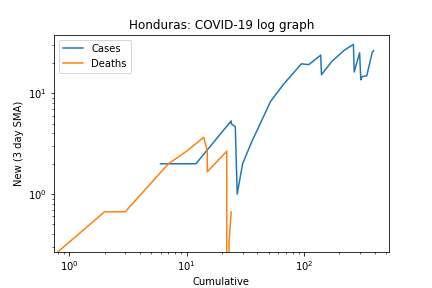 Honduras: COVID-19 log graph
Cases
Deaths
New (3 day SMA)
10¹
10⁰
10⁰ 10¹ 10²
Cumulative